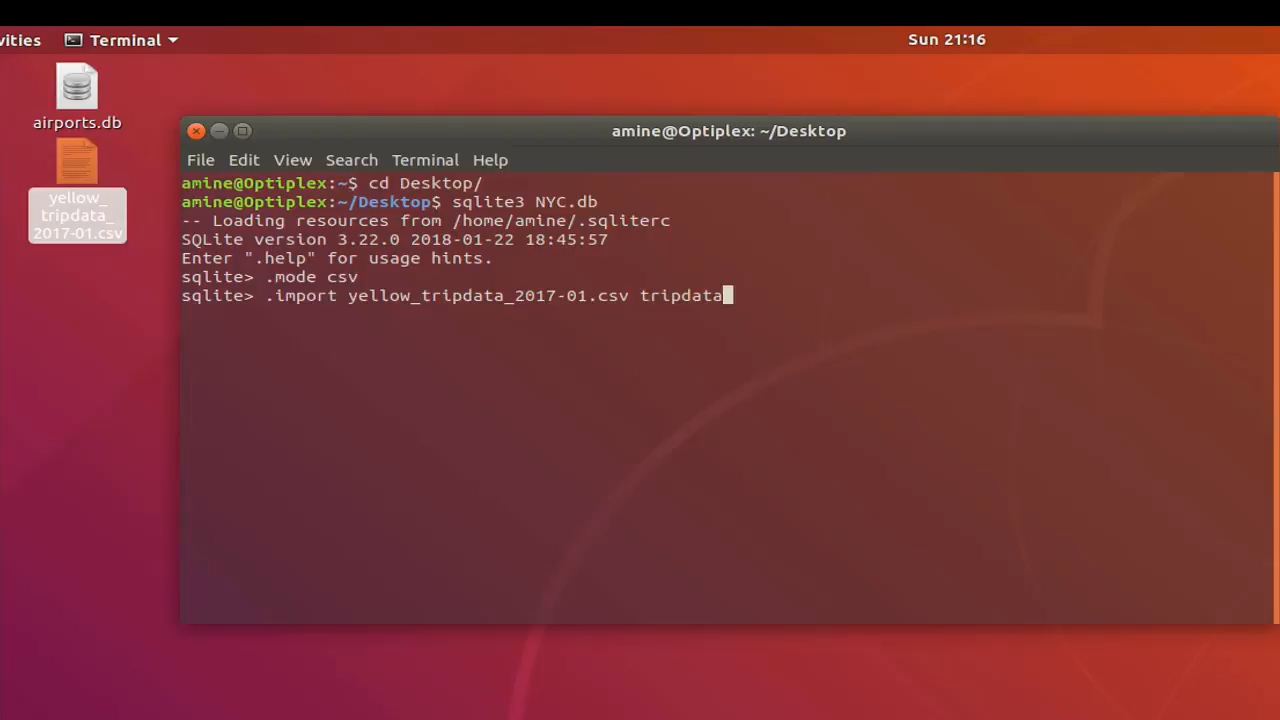 vities
Terminal
Sun 21:16
airports.db
yellow_
tripdata_
2017-01.csv
amine@Optiplex: ~/Desktop
File Edit View Search Terminal Help
amine@Optiplex:~$ cd Desktop/
amine@Optiplex:~/Desktop$ sqlite3 NYC.db
-- Loading resources from /home/amine/.sqliterc
SQLite version 3.22.0 2018-01-22 18:45:57
Enter ".help" for usage hints.
sqlite> .mode csv
sqlite> .import yellow_tripdata_2017-01.csv tripdata